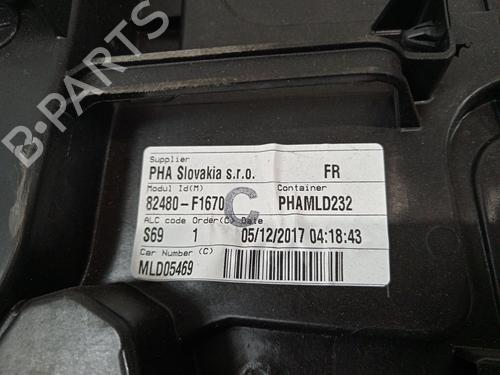 B-PARTS
Supplier
PHA Slovakia s.r.o. FR
Modul Id(M) Container
82480-F1670 C PHAMLD232
ALC code Order(C) Date
S69 1 05/12/2017 04:18:43
Car Number (C)
MLD05469